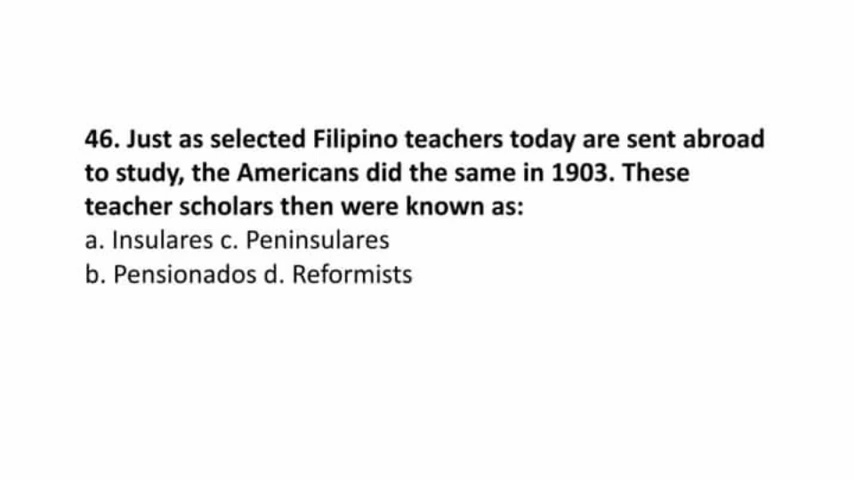 46. Just as selected Filipino teachers today are sent abroad
to study, the Americans did the same in 1903. These
teacher scholars then were known as:
a. Insulares c. Peninsulares
b. Pensionados d. Reformists